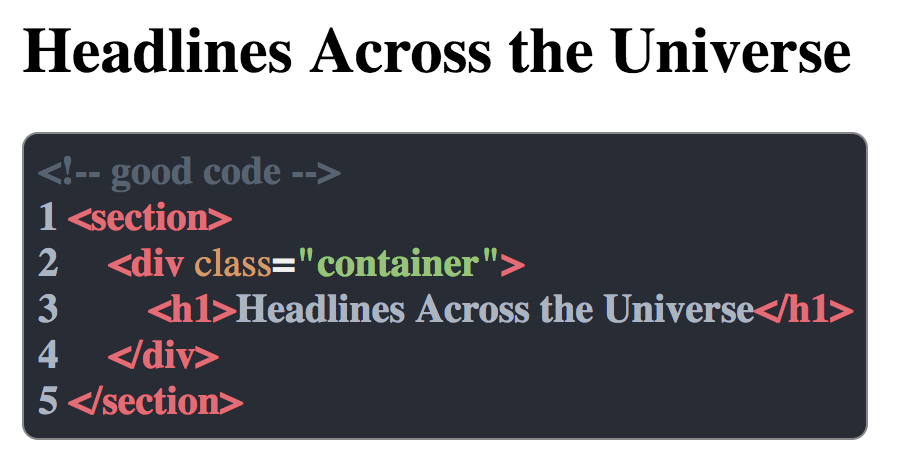 Headlines Across the Universe
<!-- good code -->
1 <section>
2 <div class="container">
3 <h1>Headlines Across the Universe</h1>
4 </div>
5 </section>